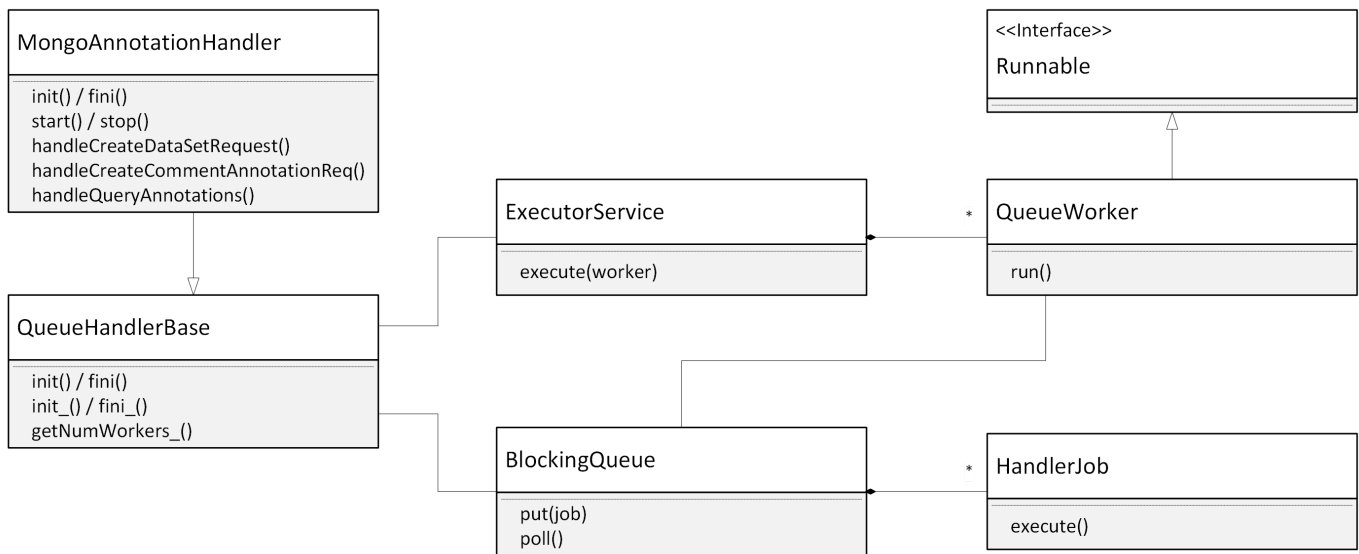 MongoAnnotationHandler
init() / fini()
start() / stop()
handleCreateDataSetRequest()
handleCreateCommentAnnotationReq()
handleQueryAnnotations()
<<Interface>>
Runnable
ExecutorService
execute(worker)
*
QueueWorker
run()
QueueHandlerBase
init() / fini()
init_() / fini_()
getNumWorkers_()
BlockingQueue
put(job)
poll()
*
HandlerJob
execute()